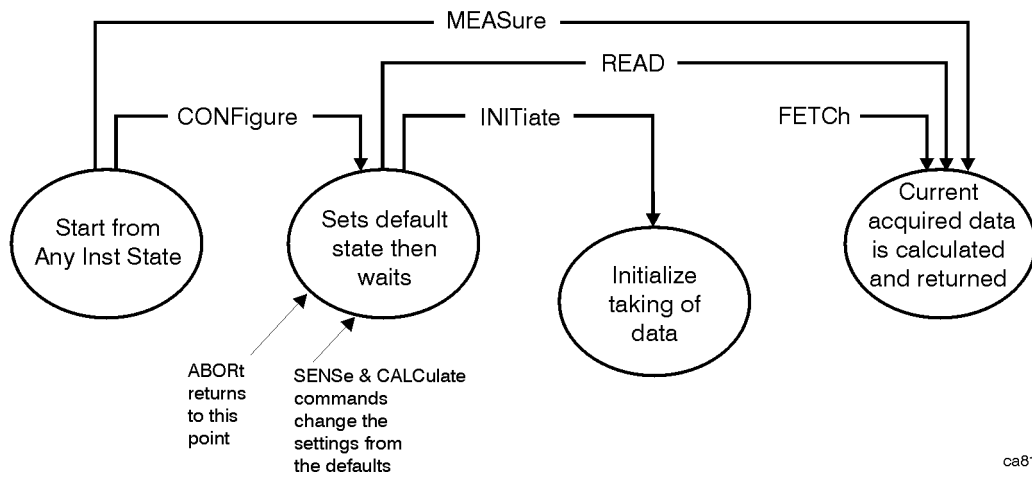 MEASure
READ
CONFigure
INITiate
FETCh
Start from
Any Inst State
Sets default
state then
waits
Initialize
taking of
data
Current
acquired data
is calculated
and returned
ABORt
returns
to this
point
SENSe & CALCulate
commands
change the
settings from
the defaults